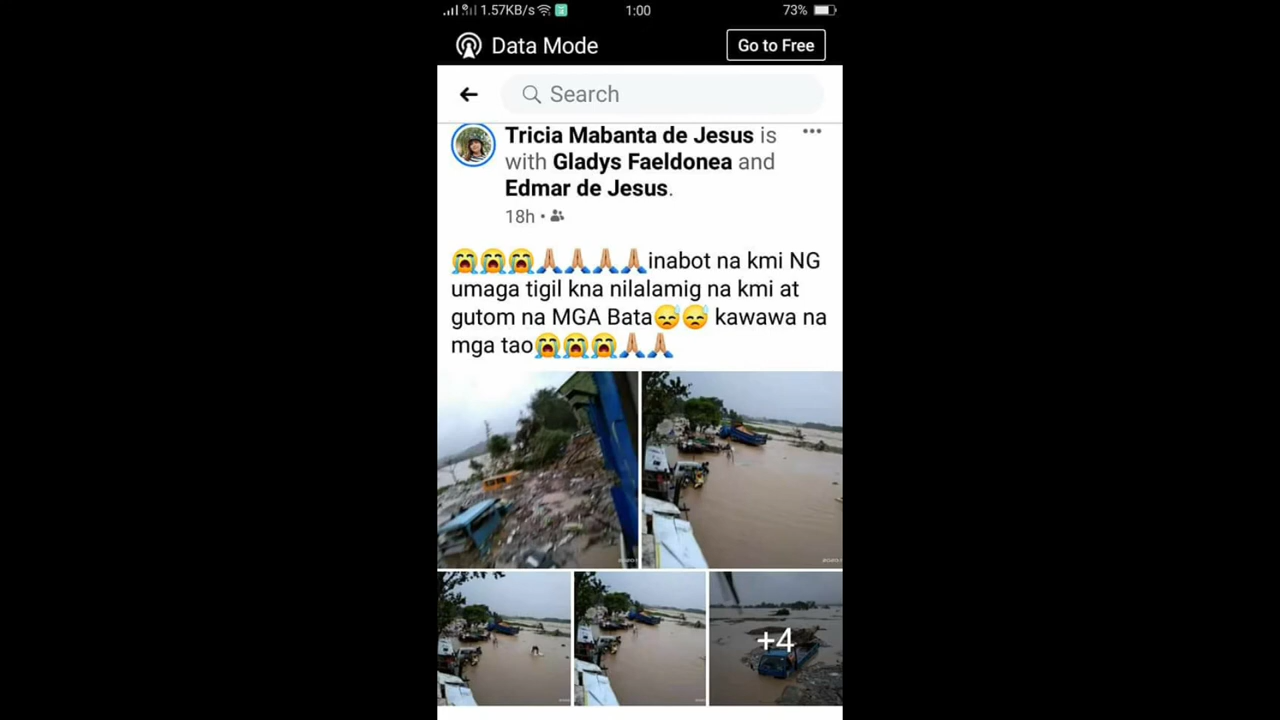 1.57KB/s
1:00
73%
Data Mode
Go to Free
Search
Tricia Mabanta de Jesus is
with Gladys Faeldonea and
Edmar de Jesus.
18h
😭😭😭🙏🏼🙏🏼🙏🏼🙏🏼inabot na kmi NG
umaga tigil kna nilalamig na kmi at
gutom na MGA Bata😓😓 kawawa na
mga tao😭😭😭🙏🏼🙏🏼
+4